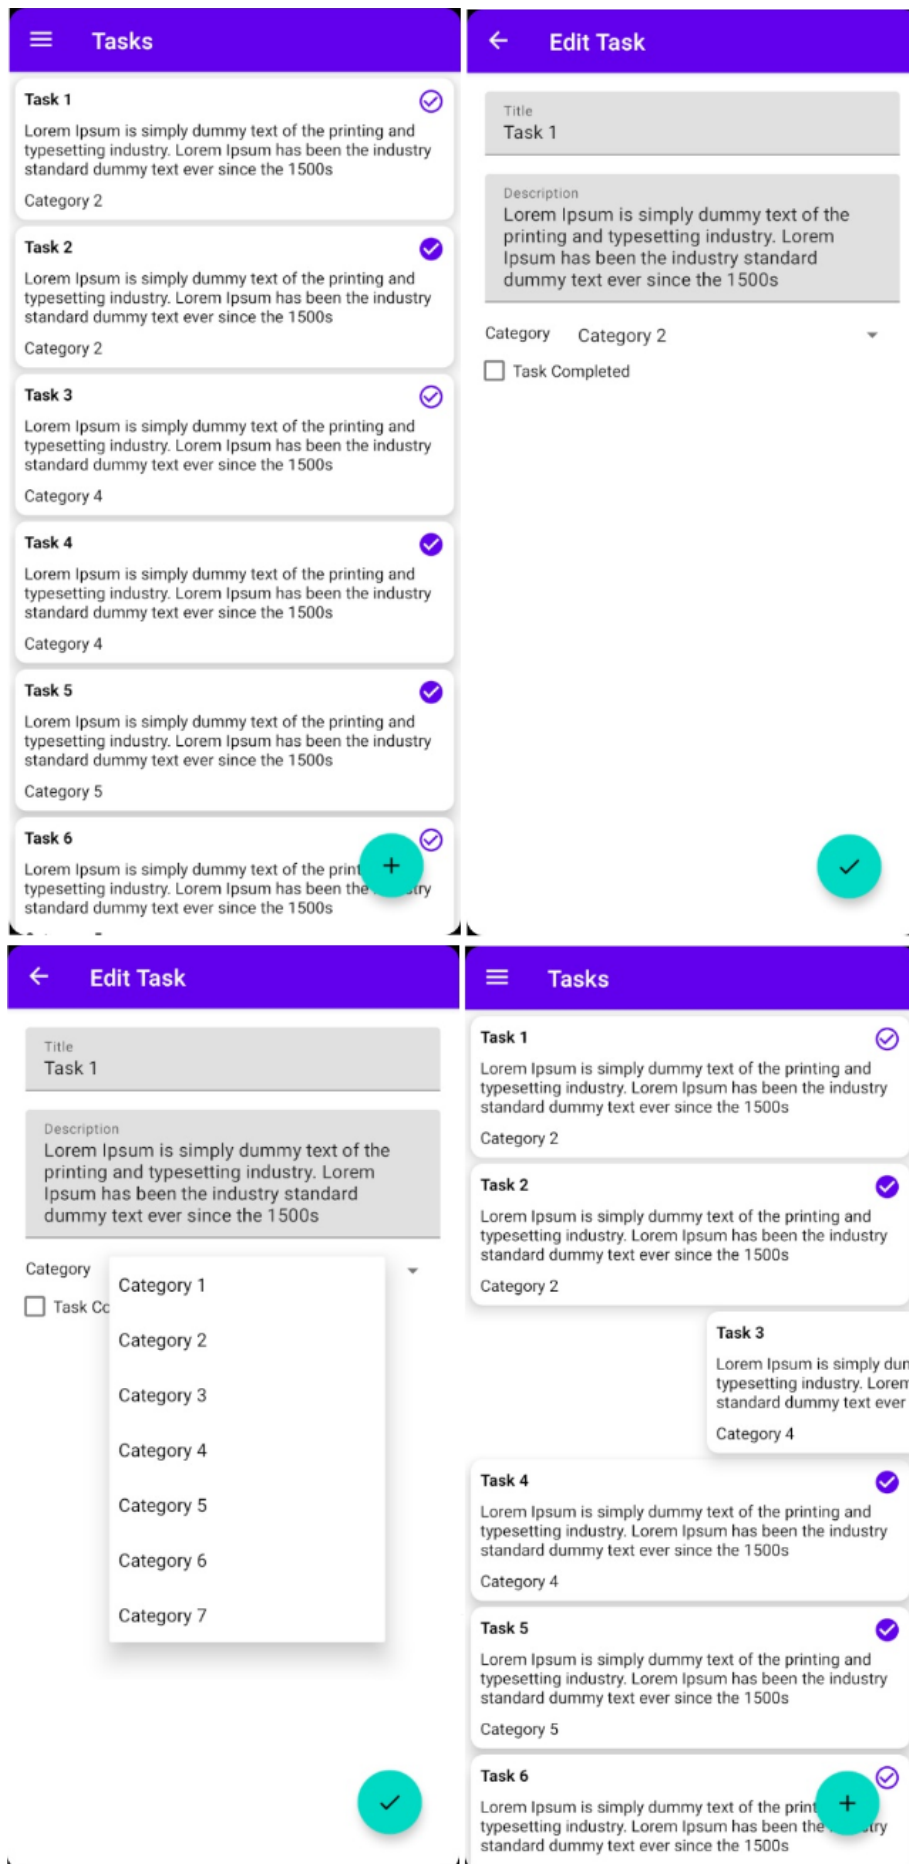 Tasks
Task 1
Lorem Ipsum is simply dummy text of the printing and
typesetting industry. Lorem Ipsum has been the industry
standard dummy text ever since the 1500s
Category 2
Task 2
Lorem Ipsum is simply dummy text of the printing and
typesetting industry. Lorem Ipsum has been the industry
standard dummy text ever since the 1500s
Category 2
Task 3
Lorem Ipsum is simply dummy text of the printing and
typesetting industry. Lorem Ipsum has been the industry
standard dummy text ever since the 1500s
Category 4
Task 4
Lorem Ipsum is simply dummy text of the printing and
typesetting industry. Lorem Ipsum has been the industry
standard dummy text ever since the 1500s
Category 4
Task 5
Lorem Ipsum is simply dummy text of the printing and
typesetting industry. Lorem Ipsum has been the industry
standard dummy text ever since the 1500s
Category 5
Task 6
Lorem Ipsum is simply dummy text of the print
typesetting industry. Lorem Ipsum has been the
standard dummy text ever since the 1500s
Edit Task
Title
Task 1
Description
Lorem Ipsum is simply dummy text of the
printing and typesetting industry. Lorem
Ipsum has been the industry standard
dummy text ever since the 1500s
Category Category 2
Task Completed
Edit Task
Title
Task 1
Description
Lorem Ipsum is simply dummy text of the
printing and typesetting industry. Lorem
Ipsum has been the industry standard
dummy text ever since the 1500s
Category
Task Co
Category 1
Category 2
Category 3
Category 4
Category 5
Category 6
Category 7
Tasks
Task 1
Lorem Ipsum is simply dummy text of the printing and
typesetting industry. Lorem Ipsum has been the industry
standard dummy text ever since the 1500s
Category 2
Task 2
Lorem Ipsum is simply dummy text of the printing and
typesetting industry. Lorem Ipsum has been the industry
standard dummy text ever since the 1500s
Category 2
Task 3
Lorem Ipsum is simply dum
typesetting industry. Lorem
standard dummy text ever
Category 4
Task 4
Lorem Ipsum is simply dummy text of the printing and
typesetting industry. Lorem Ipsum has been the industry
standard dummy text ever since the 1500s
Category 4
Task 5
Lorem Ipsum is simply dummy text of the printing and
typesetting industry. Lorem Ipsum has been the industry
standard dummy text ever since the 1500s
Category 5
Task 6
Lorem Ipsum is simply dummy text of the print
typesetting industry. Lorem Ipsum has been the
standard dummy text ever since the 1500s